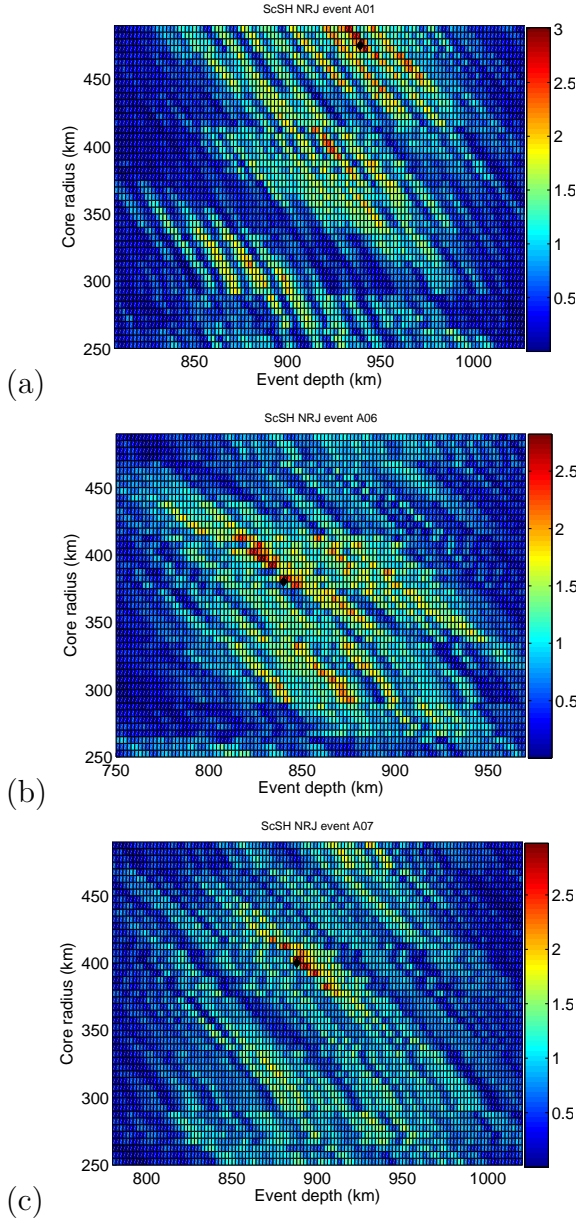 ScSH NRJ event A01
3
450
2.5
400
2
Core radius (km)
350
1.5
1
300
0.5
250
850 900 950 1000
(a)
Event depth (km)
ScSH NRJ event A06
450
2.5
400
2
Core radius (km)
350
1.5
1
300
0.5
250
750 800 850 900 950
(b)
Event depth (km)
ScSH NRJ event A07
450
2.5
400
2
Core radius (km)
350
1.5
1
300
0.5
250
800 850 900 950 1000
(c)
Event depth (km)